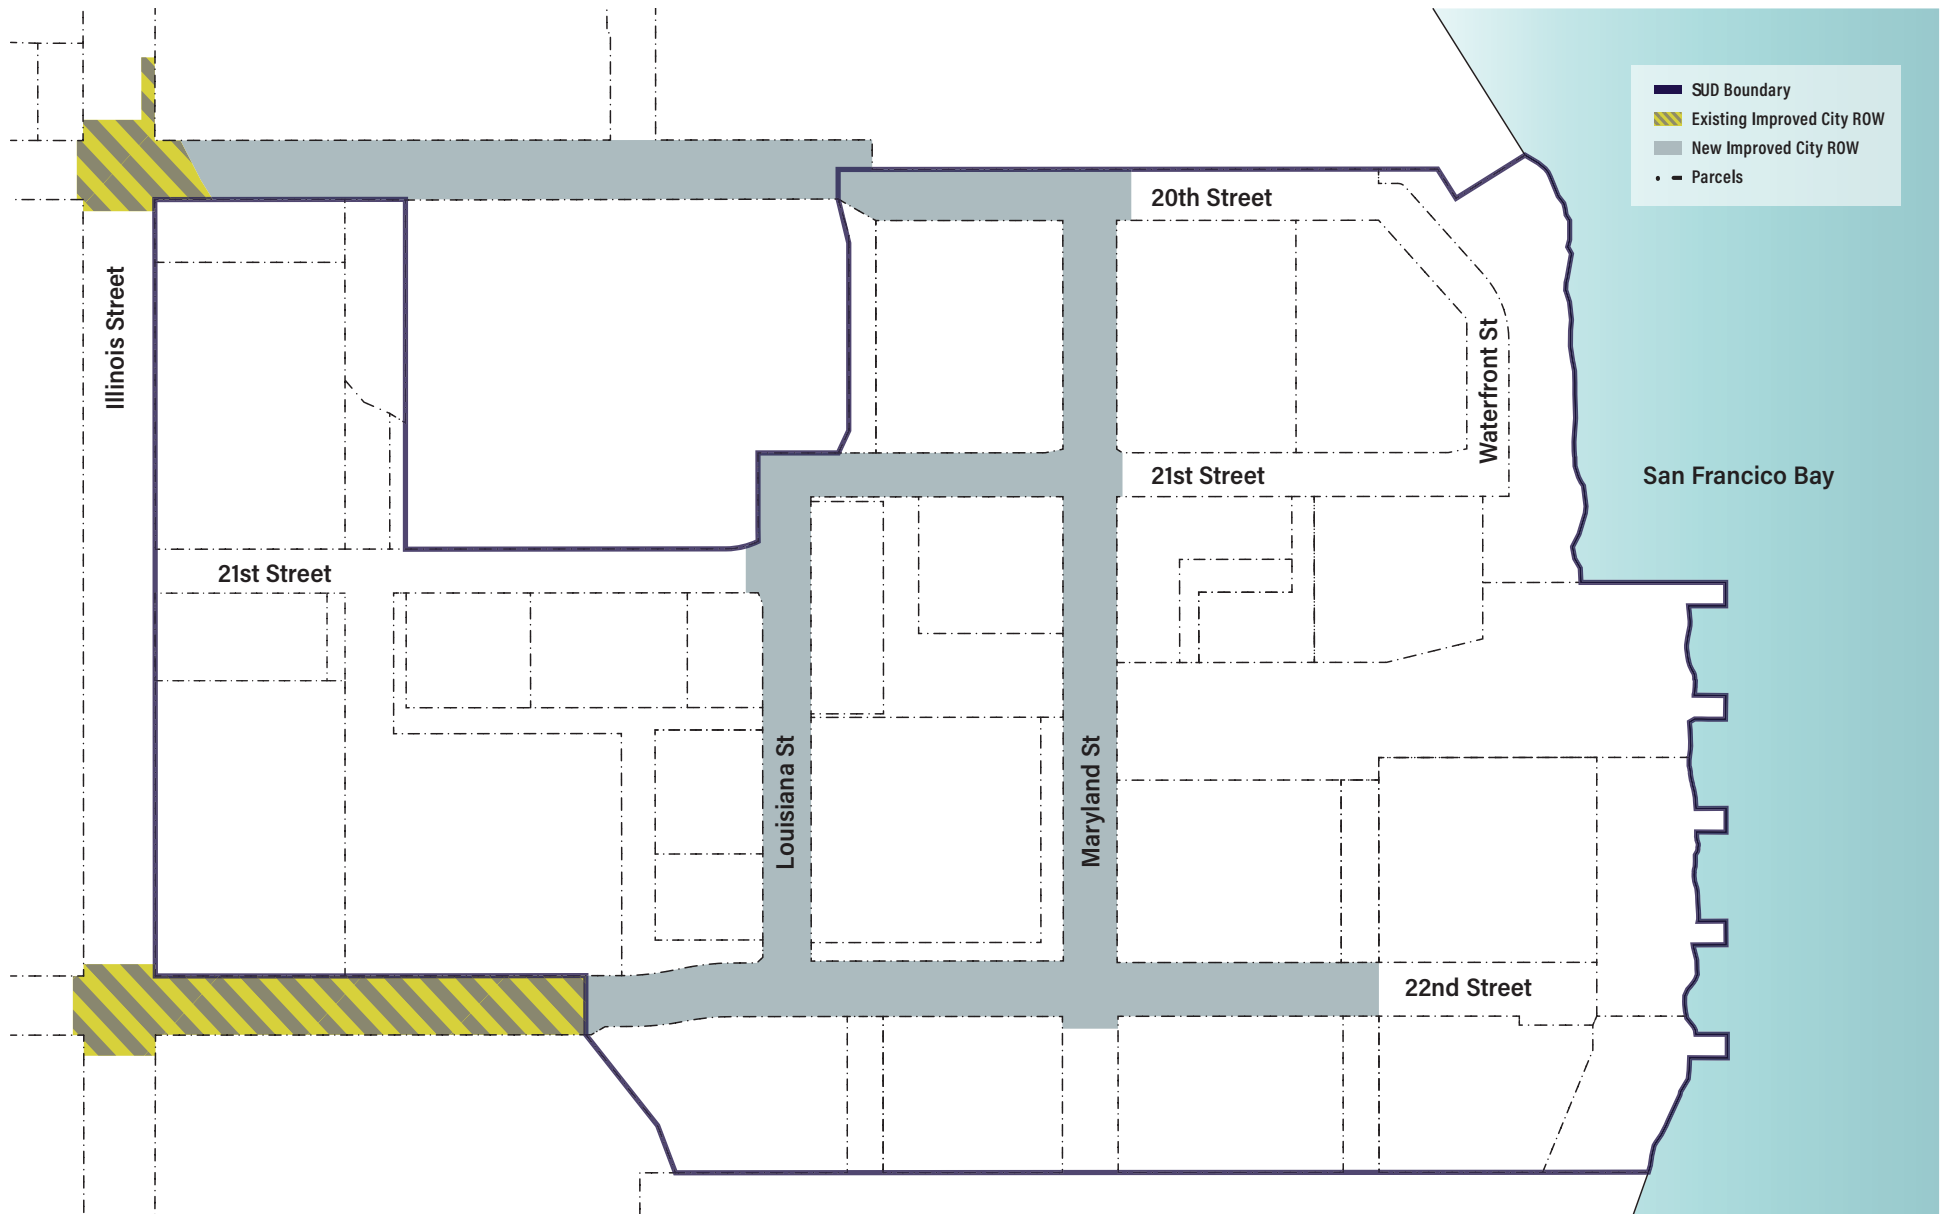 SUD Boundary
Existing Improved City ROW
New Improved City ROW
Parcels
20th Street
Illinois Street
Waterfront St
21st Street
San Francico Bay
21st Street
Louisiana St
Maryland St
22nd Street